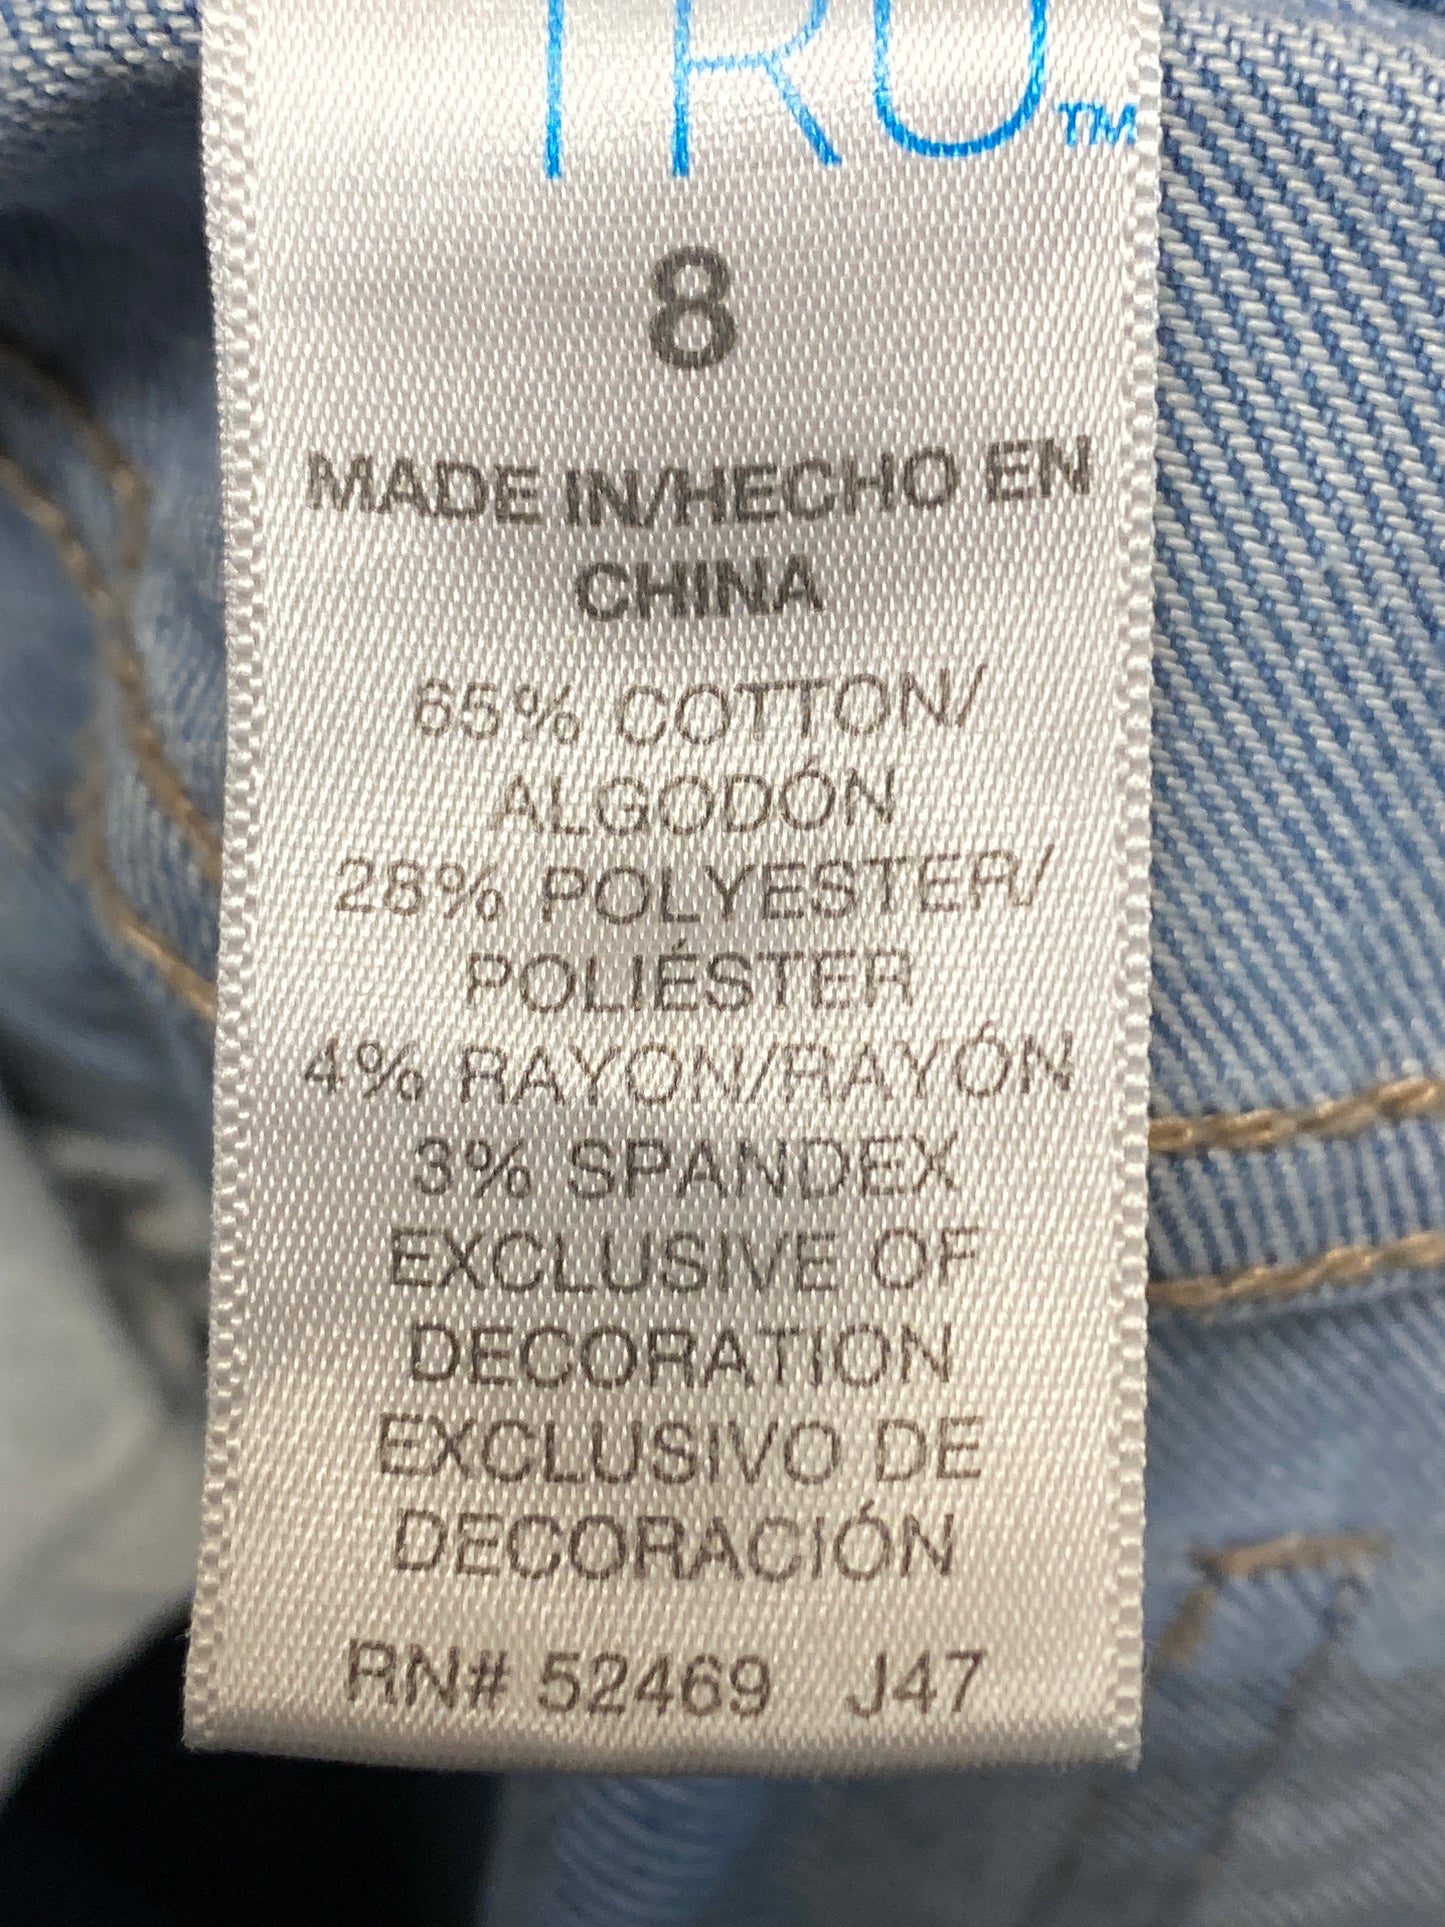 TRU™
8
MADE IN/HECHO EN
CHINA
65% COTTON/
ALGODÓN
28% POLYESTER/
POLIÉSTER
4% RAYON/RAYÓN
3% SPANDEX
EXCLUSIVE OF
DECORATION
EXCLUSIVO DE
DECORACIÓN
RN# 52469 J47